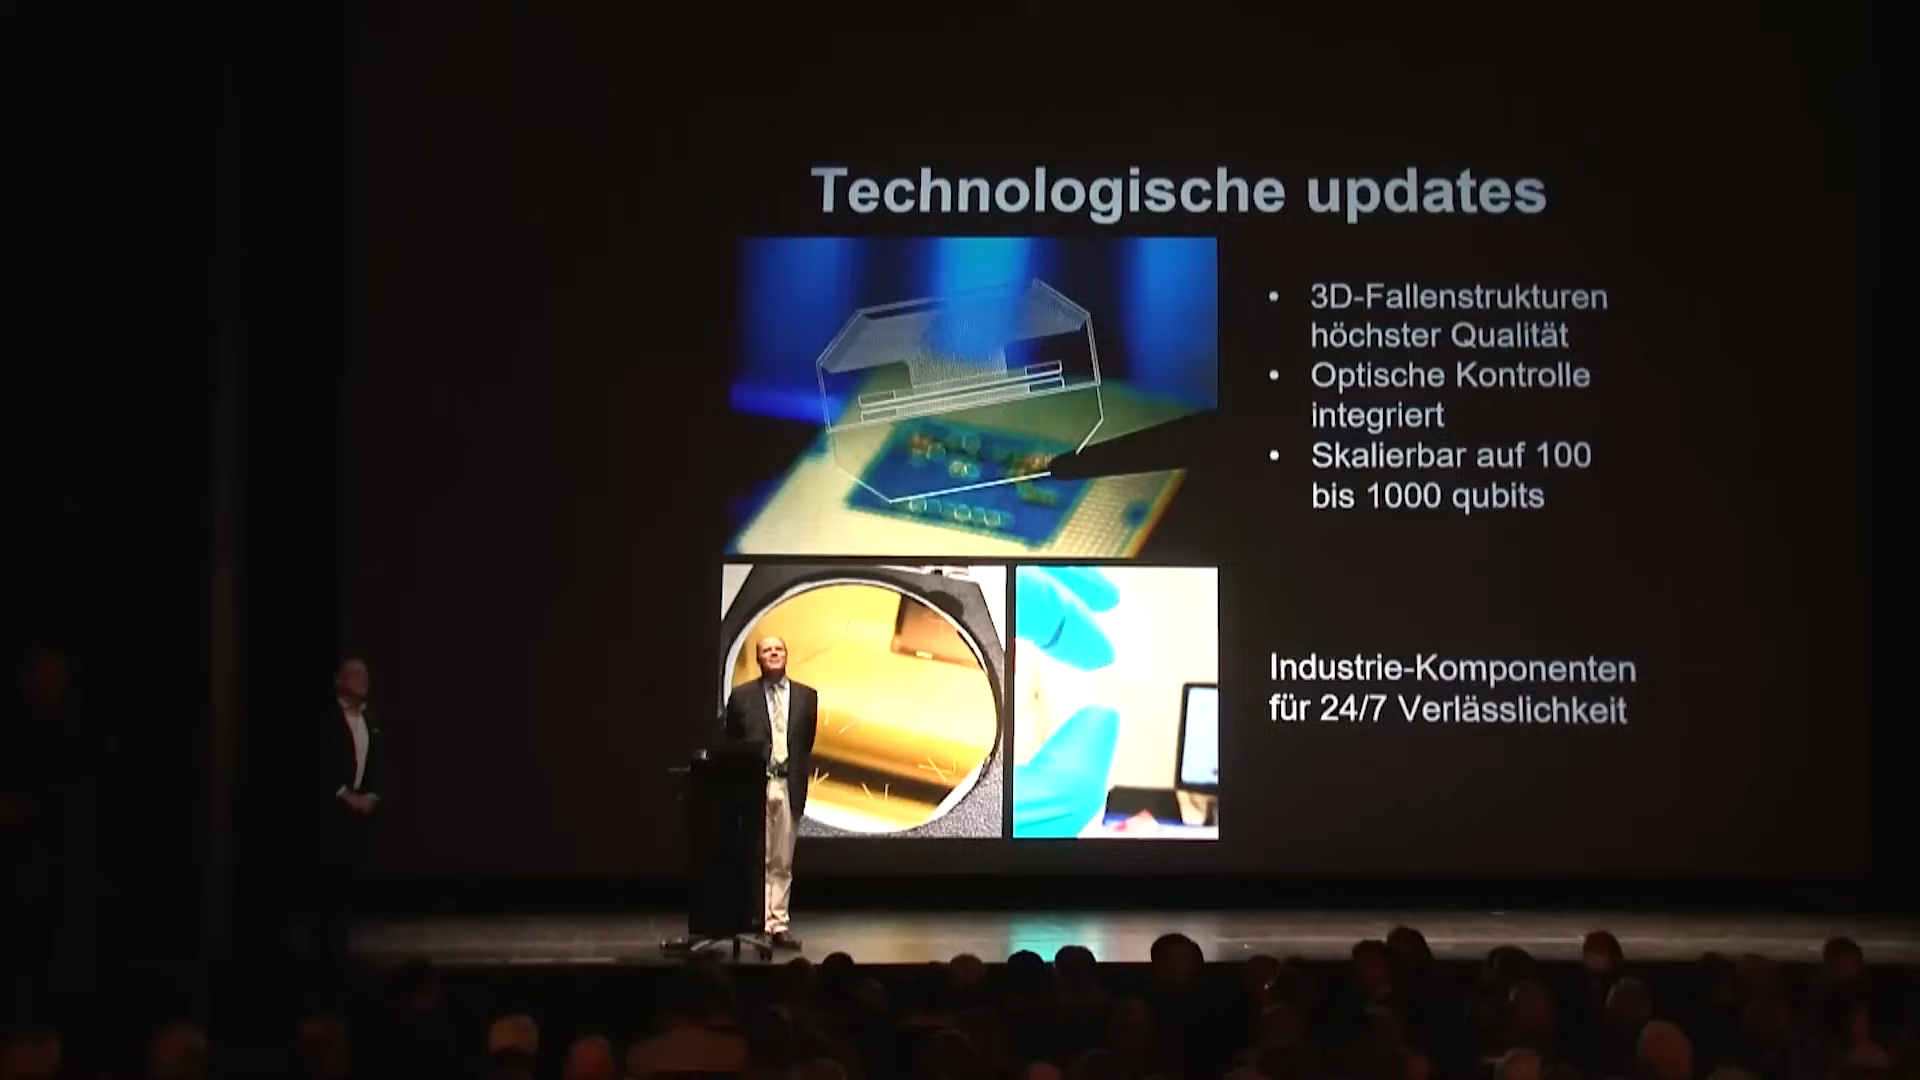 Technologische updates
• 3D-Fallenstrukturen
höchster Qualität
• Optische Kontrolle
integriert
• Skalierbar auf 100
bis 1000 qubits
Industrie-Komponenten
für 24/7 Verlässlichkeit